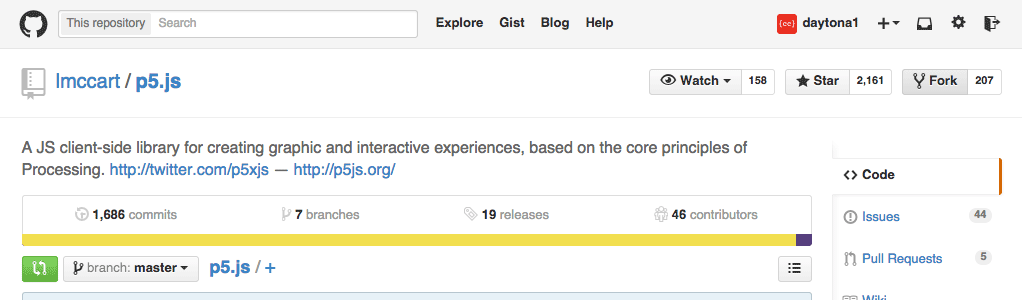 This repository Search Explore Gist Blog Help daytona1
lmccart / p5.js Watch 158 Star 2,161 Fork 207
A JS client-side library for creating graphic and interactive experiences, based on the core principles of
Processing. http://twitter.com/p5xjs — http://p5js.org/
Code
1,686 commits 7 branches 19 releases 46 contributors
Issues 44
branch: master p5.js / +
Pull Requests 5
Wiki